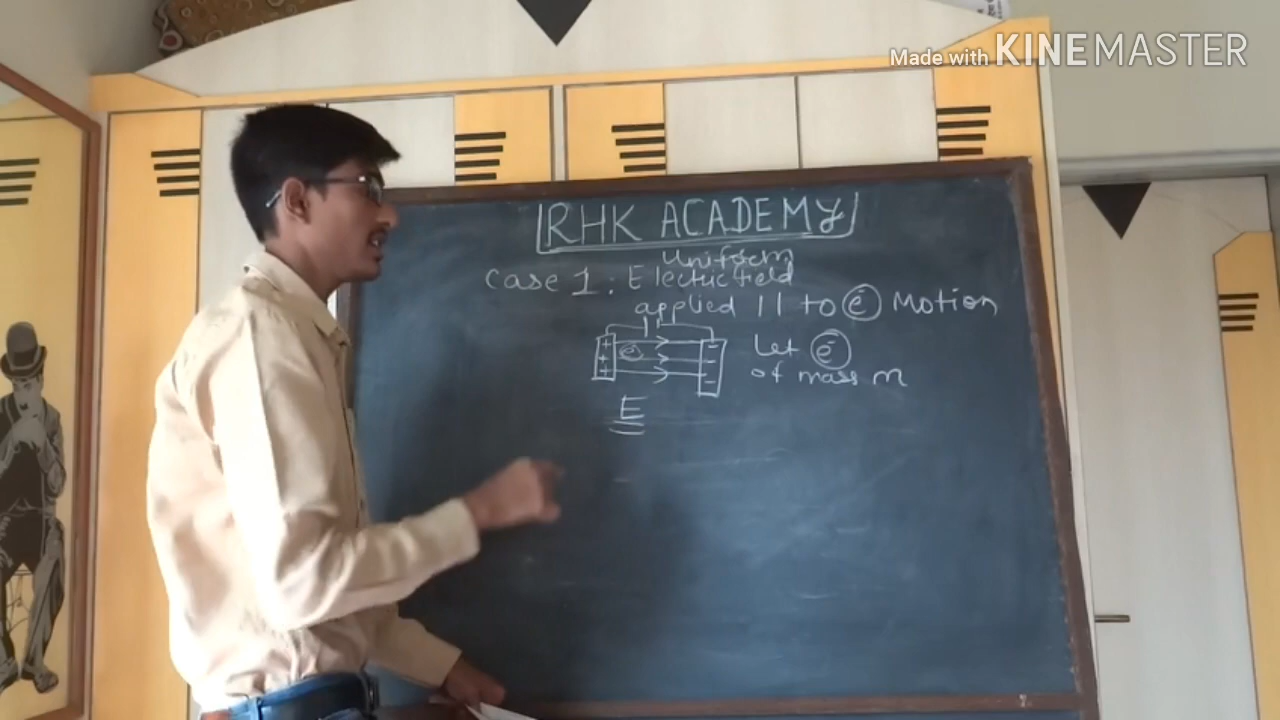 Made with KINEMASTER
RHK ACADEMY
Uniform
Case 1 : Electric field
applied || to e⁻ Motion
+ e⁻ -
+ -
+ -
Let e⁻
of mass m
E